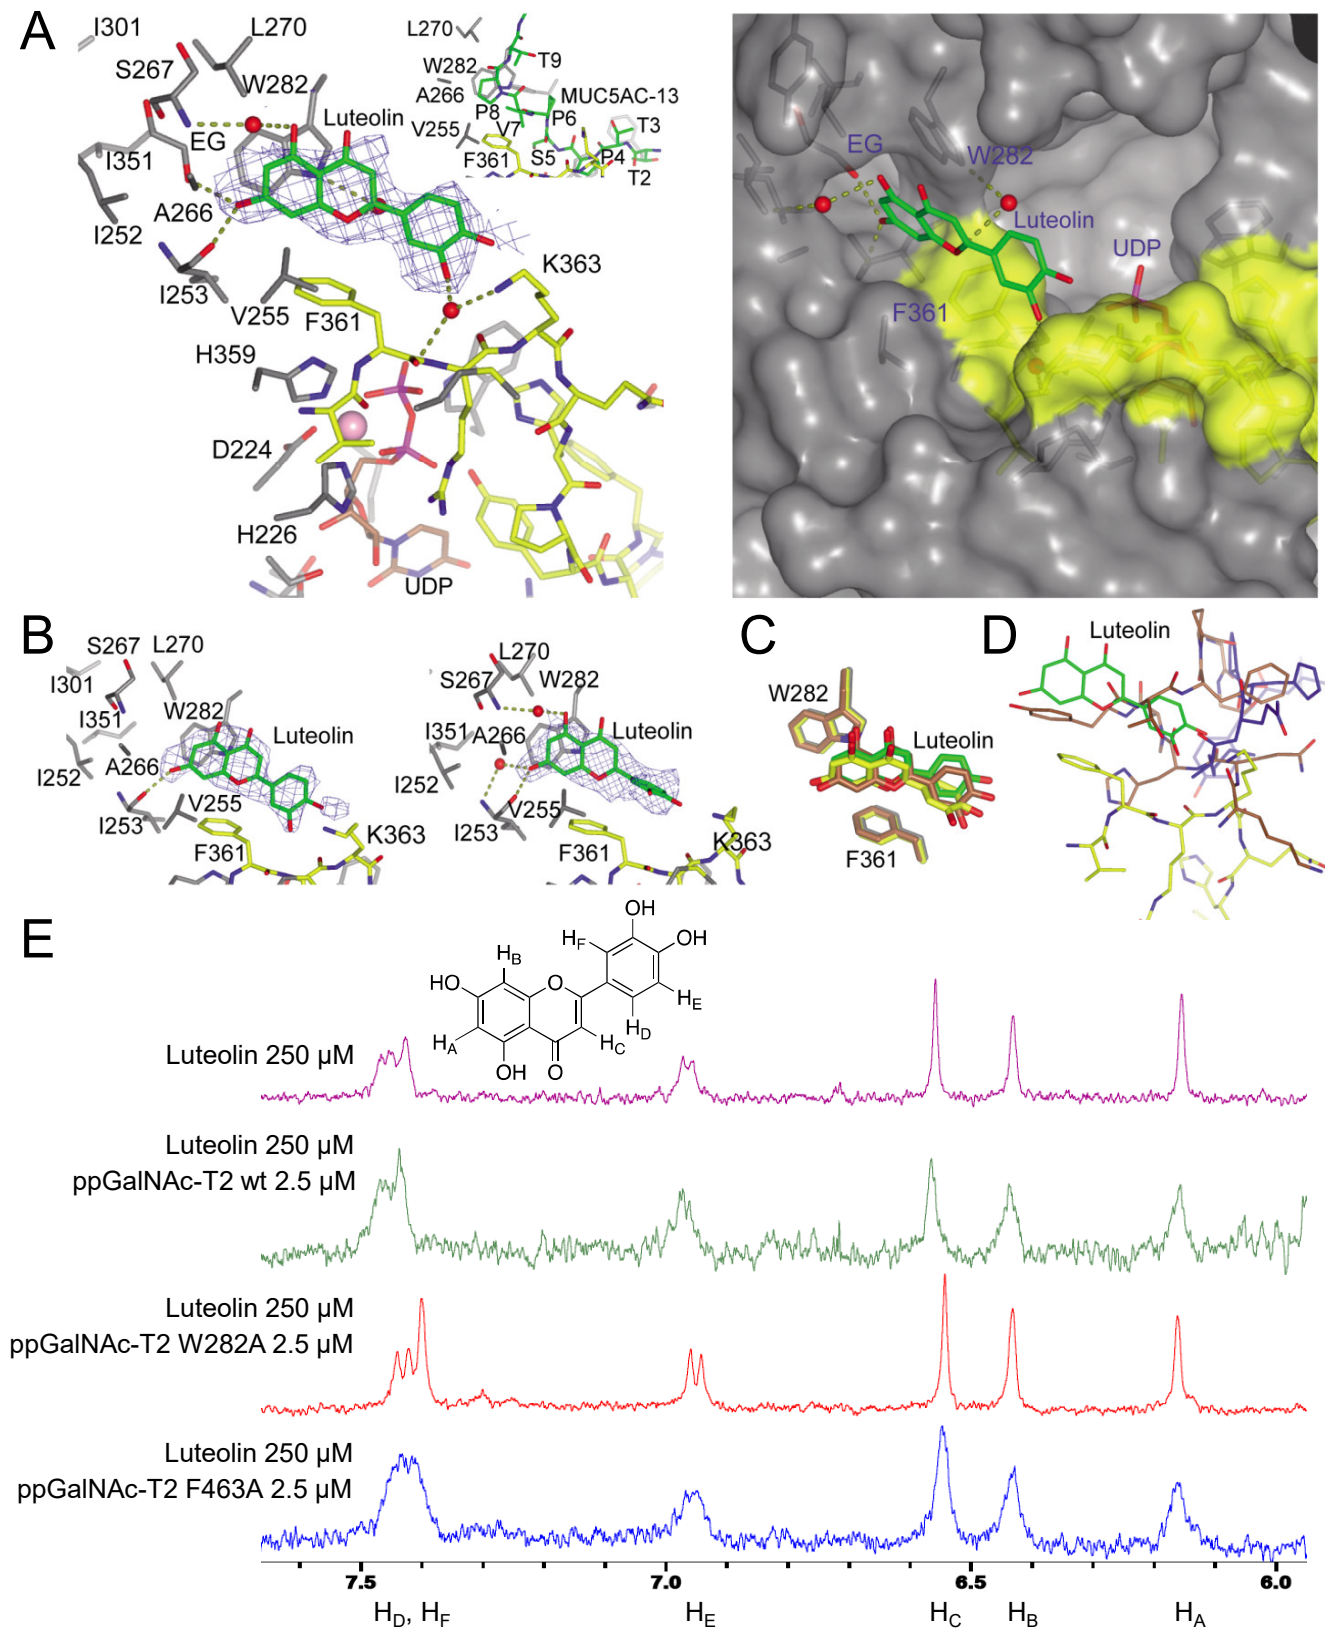 A
I301
L270
S267
W282
Luteolin
EG
I351
A266
I252
I253
V255
F361
K363
H359
D224
H226
UDP
L270
T9
W282
A266
MUC5AC-13
P8
V7
P6
T3
V255
F361
S5
P4
T2
EG
W282
Luteolin
UDP
F361
B
S267 L270
I301
I351
W282
Luteolin
I252
A266
V255
I253
F361
K363
L270
S267
W282
I351
A266
Luteolin
I252
V255
I253
F361
K363
C
W282
Luteolin
F361
D
Luteolin
E
OH
HF
OH
HB
HO
O
HE
HD
HA
HC
OH
O
Luteolin 250 µM
Luteolin 250 µM
ppGalNAc-T2 wt 2.5 µM
Luteolin 250 µM
ppGalNAc-T2 W282A 2.5 µM
Luteolin 250 µM
ppGalNAc-T2 F463A 2.5 µM
7.5 7.0 6.5 6.0
HD, HF HE HC HB HA